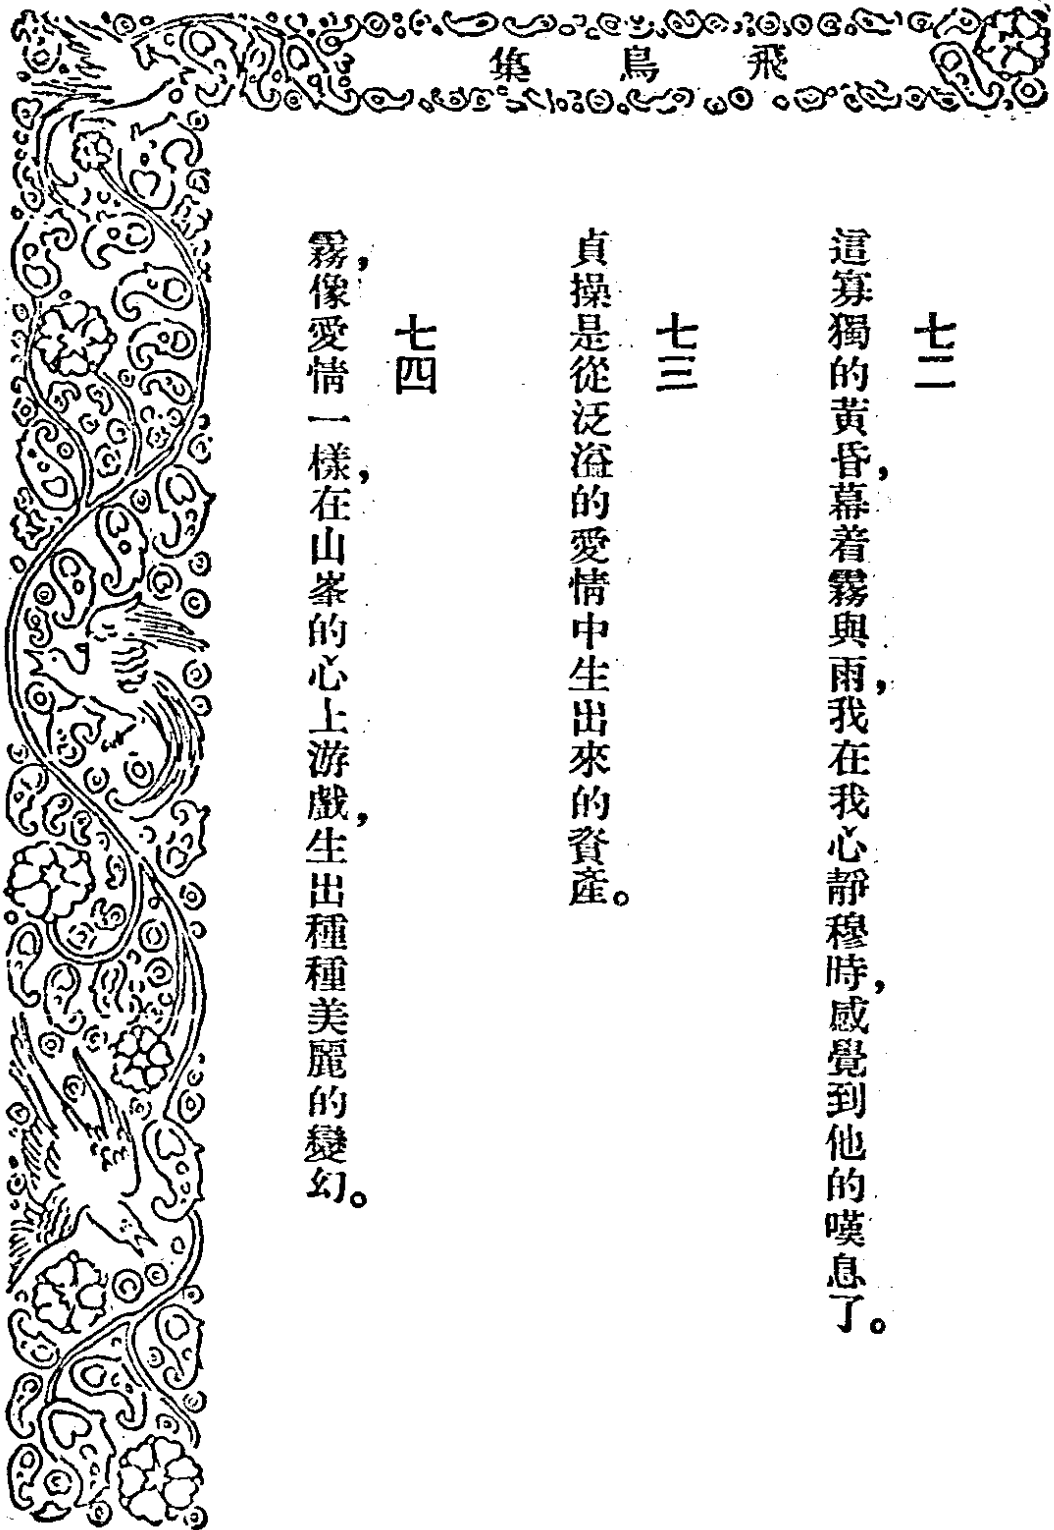 飛鳥集
七二
這寡獨的黃昏,幕着霧與雨,我在我心靜穆時,感覺到他的嘆息了。
七三
貞操是從泛溢的愛情中生出來的資產。
七四
霧,像愛情一樣,在山峯的心上游戲,生出種種美麗的變幻。